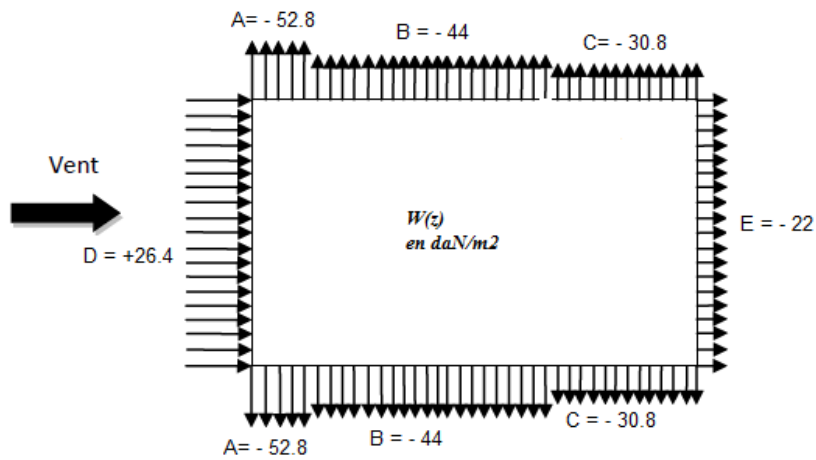 A= - 52.8
B = - 44
C= - 30.8
Vent
W(z)
en daN/m2
E = - 22
D = +26.4
A= - 52.8
B = - 44
C = - 30.8